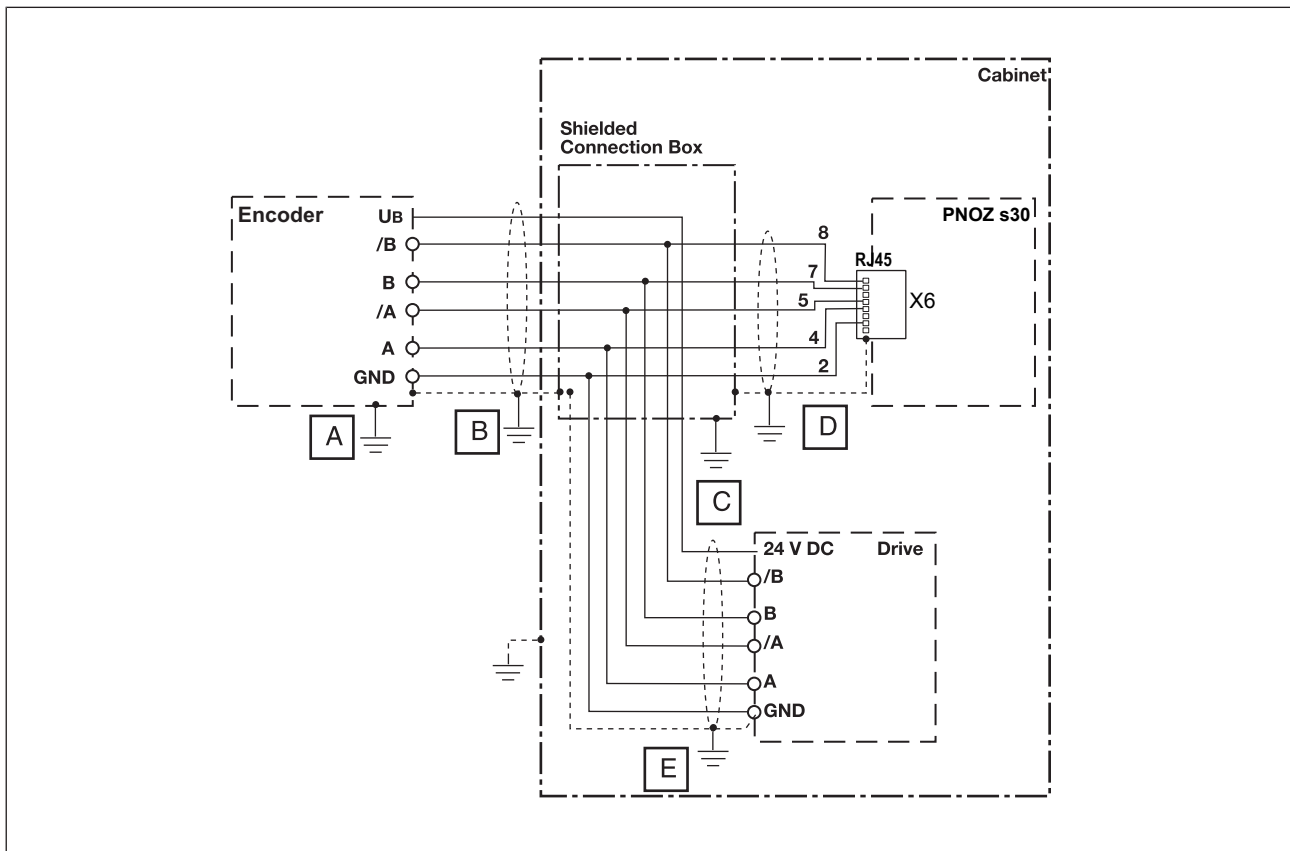 Cabinet
Shielded
Connection Box
Encoder
UB
/B
B
/A
A
GND
PNOZ s30
RJ45
X6
8
7
5
4
2
A
B
C
D
24 V DC
Drive
/B
B
/A
A
GND
E